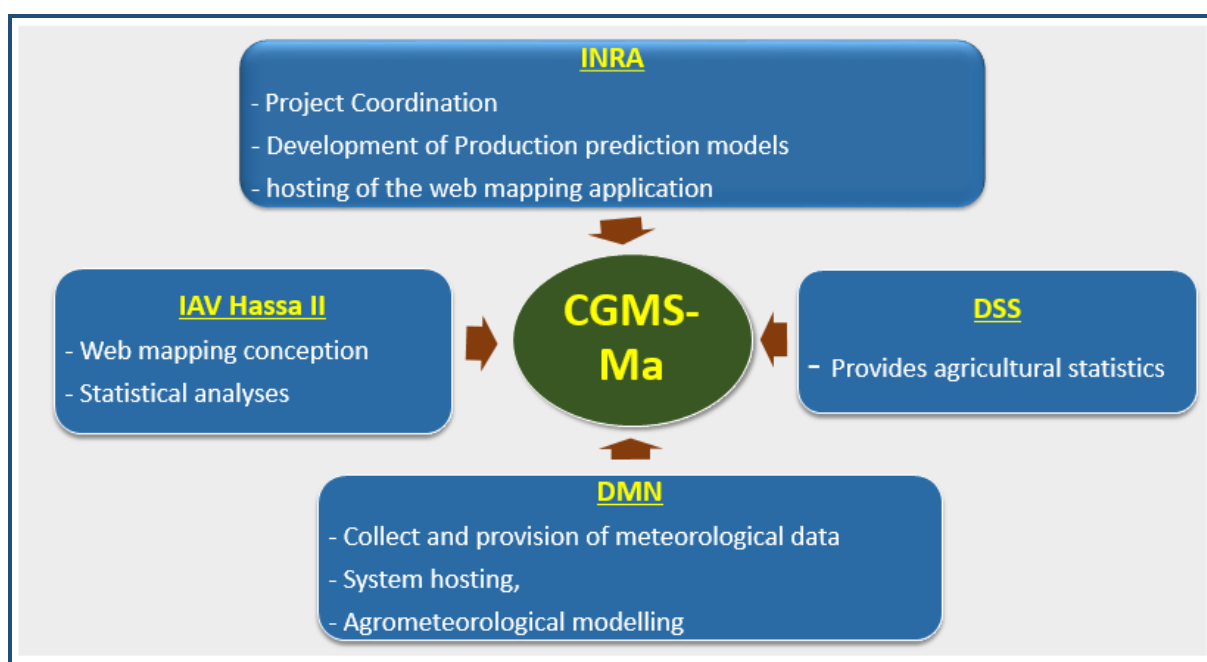 INRA
- Project Coordination
- Development of Production prediction models
- hosting of the web mapping application
IAV Hassa II
- Web mapping conception
- Statistical analyses
CGMS-
Ma
DSS
- Provides agricultural statistics
DMN
- Collect and provision of meteorological data
- System hosting,
- Agrometeorological modelling